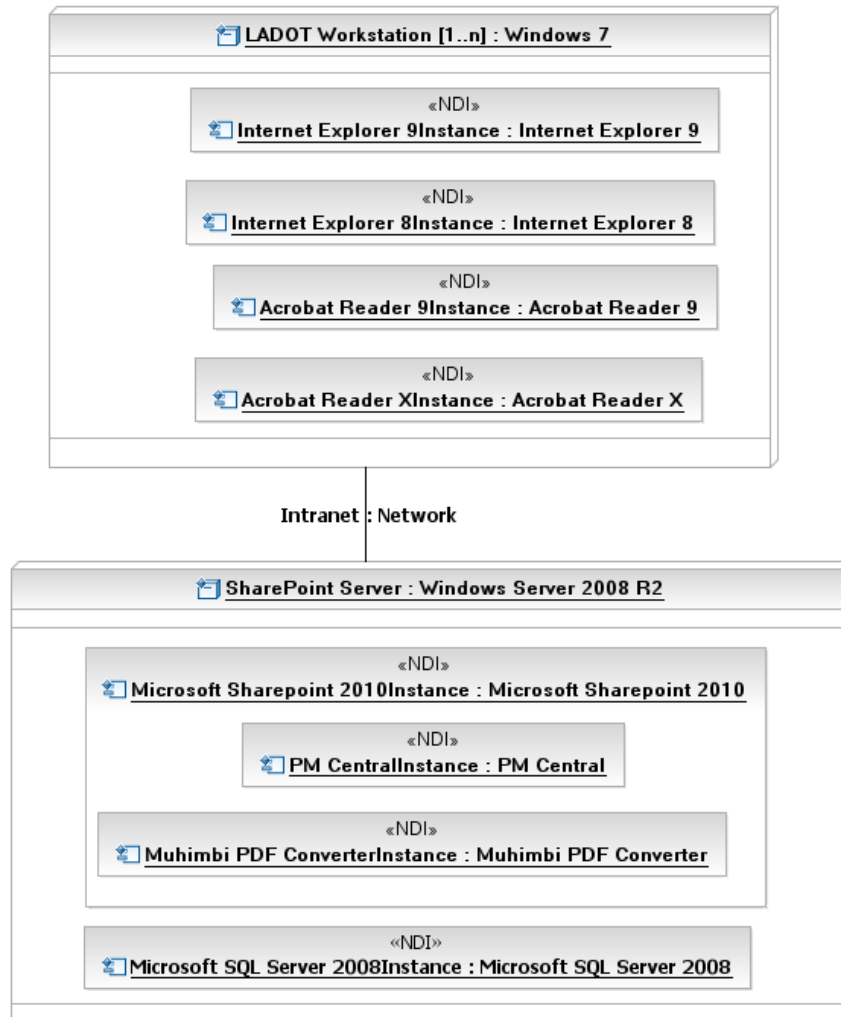 LADOT Workstation [1..n] : Windows 7
«NDI»
Internet Explorer 9Instance : Internet Explorer 9
«NDI»
Internet Explorer 8Instance : Internet Explorer 8
«NDI»
Acrobat Reader 9Instance : Acrobat Reader 9
«NDI»
Acrobat Reader XInstance : Acrobat Reader X
Intranet : Network
SharePoint Server : Windows Server 2008 R2
«NDI»
Microsoft Sharepoint 2010Instance : Microsoft Sharepoint 2010
«NDI»
PM CentralInstance : PM Central
«NDI»
Muhimbi PDF ConverterInstance : Muhimbi PDF Converter
«NDI»
Microsoft SQL Server 2008Instance : Microsoft SQL Server 2008